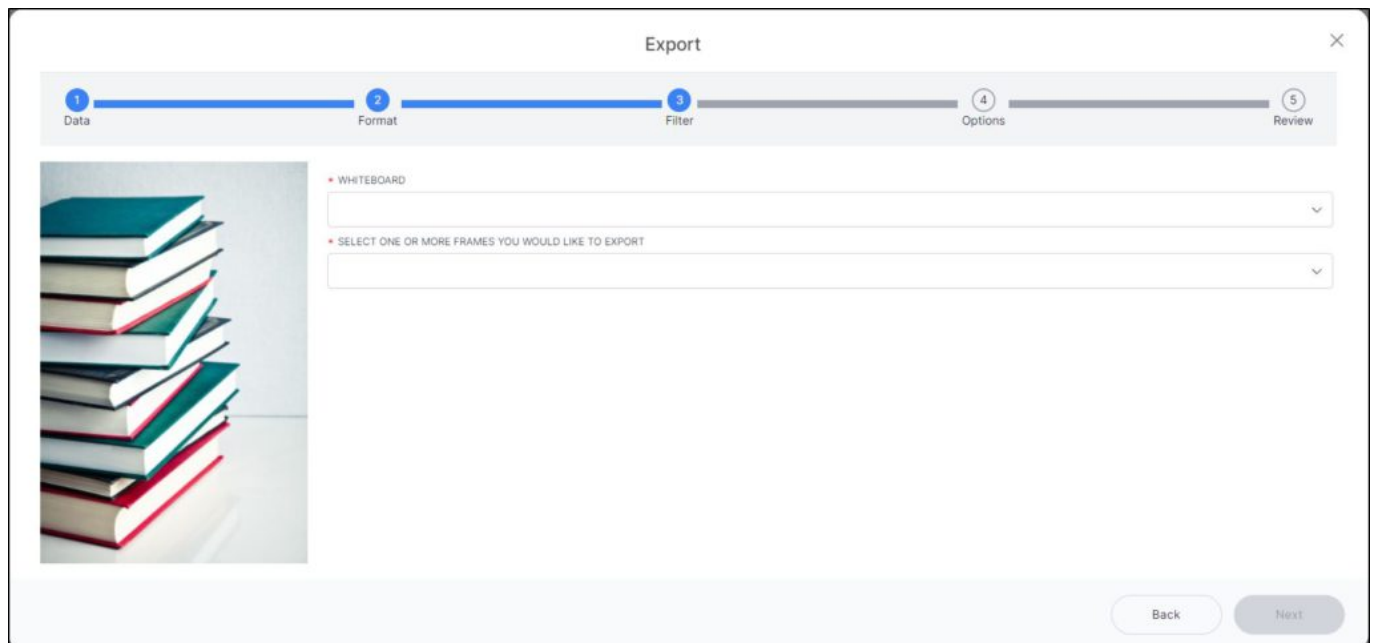 Export
1
2
3
4
5
Data
Format
Filter
Options
Review
* WHITEBOARD
* SELECT ONE OR MORE FRAMES YOU WOULD LIKE TO EXPORT
Back
Next